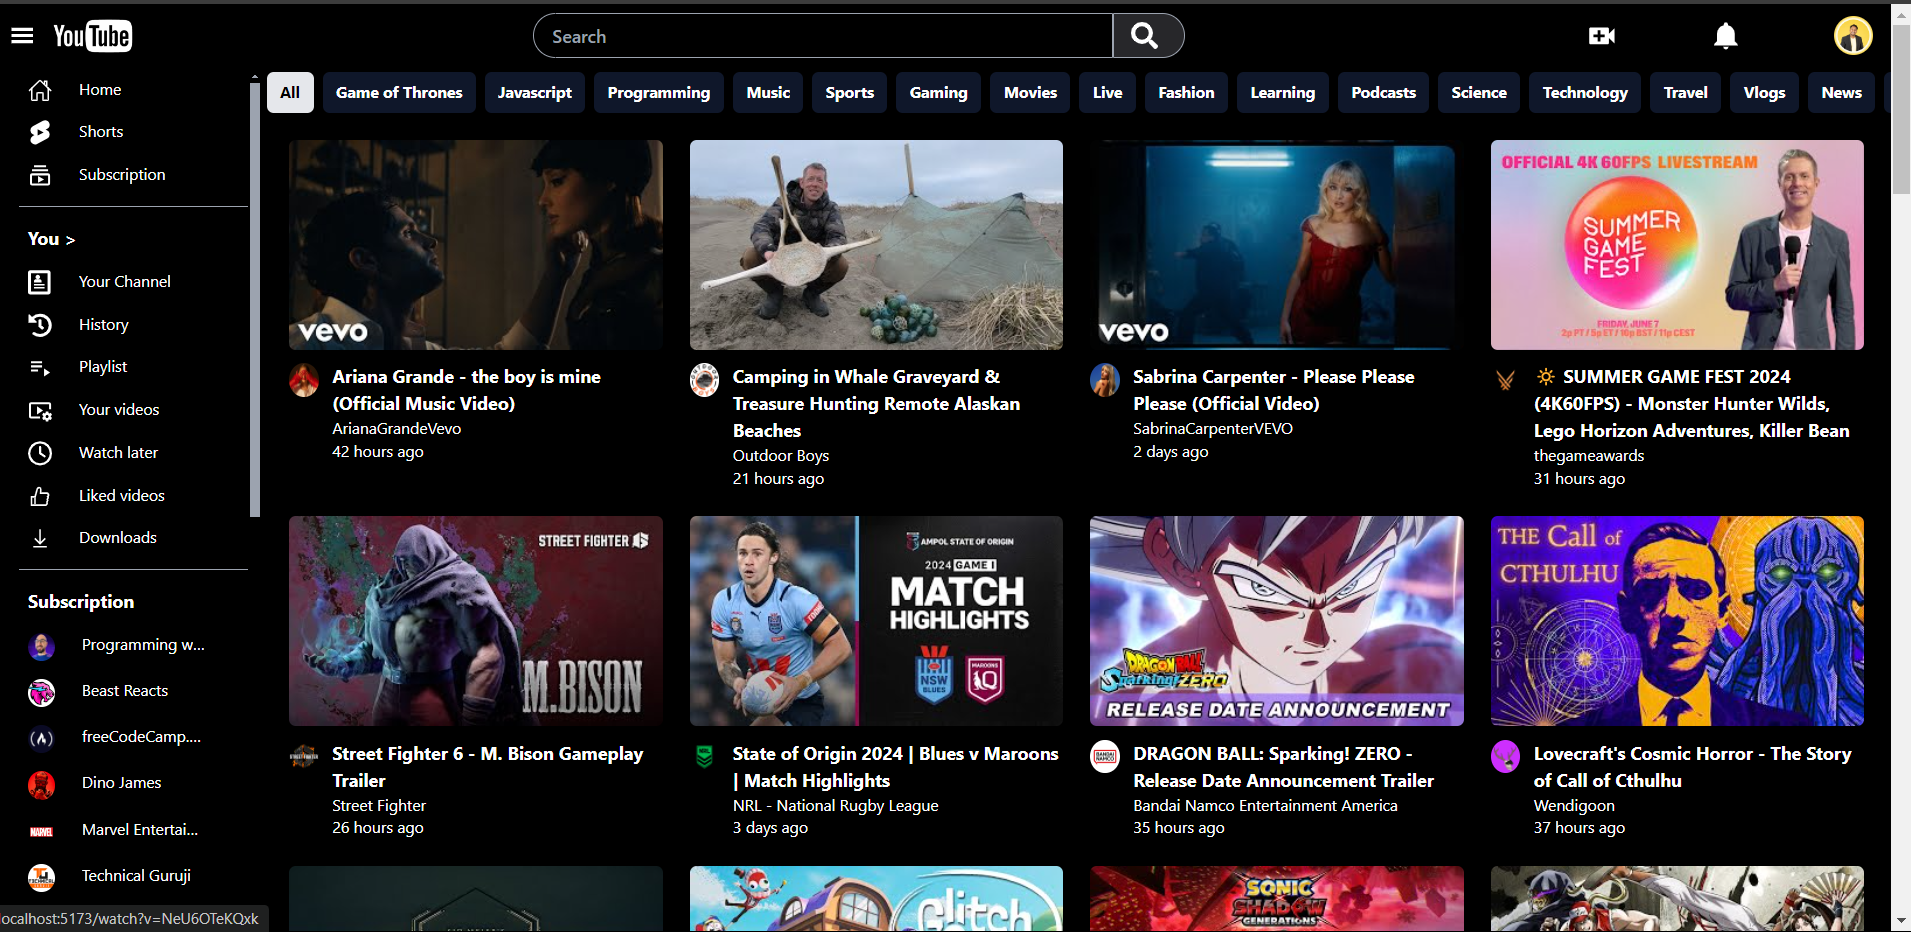 YouTube
Search
Home
Shorts
Subscription
You >
Your Channel
History
Playlist
Your videos
Watch later
Liked videos
Downloads
Subscription
Programming w...
Beast Reacts
freeCodeCamp....
Dino James
MARVEL
Marvel Entertai...
Technical Guruji
localhost:5173/watch?v=NeU6OTeKQxk
All
Game of Thrones
Javascript
Programming
Music
Sports
Gaming
Movies
Live
Fashion
Learning
Podcasts
Science
Technology
Travel
Vlogs
News
vevo
Ariana Grande - the boy is mine
(Official Music Video)
ArianaGrandeVevo
42 hours ago
Camping in Whale Graveyard &
Treasure Hunting Remote Alaskan
Beaches
Outdoor Boys
21 hours ago
vevo
Sabrina Carpenter - Please Please
Please (Official Video)
SabrinaCarpenterVEVO
2 days ago
OFFICIAL 4K 60FPS LIVESTREAM
SUMMER
GAME
FEST
FRIDAY, JUNE 7
2p PT / 5p ET / 10p BST / 11p CEST
☀ SUMMER GAME FEST 2024
(4K60FPS) - Monster Hunter Wilds,
Lego Horizon Adventures, Killer Bean
thegameawards
31 hours ago
STREET FIGHTER 6
M.BISON
Street Fighter 6 - M. Bison Gameplay
Trailer
Street Fighter
26 hours ago
AMPOL STATE OF ORIGIN
2024 GAME I
MATCH
HIGHLIGHTS
NSW
BLUES
MAROONS
Q
State of Origin 2024 | Blues v Maroons
| Match Highlights
NRL - National Rugby League
3 days ago
DRAGON BALL
Sparking! ZERO
RELEASE DATE ANNOUNCEMENT
DRAGON BALL: Sparking! ZERO -
Release Date Announcement Trailer
Bandai Namco Entertainment America
35 hours ago
THE Call of
CTHULHU
Lovecraft's Cosmic Horror - The Story
of Call of Cthulhu
Wendigoon
37 hours ago
Glitch
SONIC
SHADOW
GENERATIONS